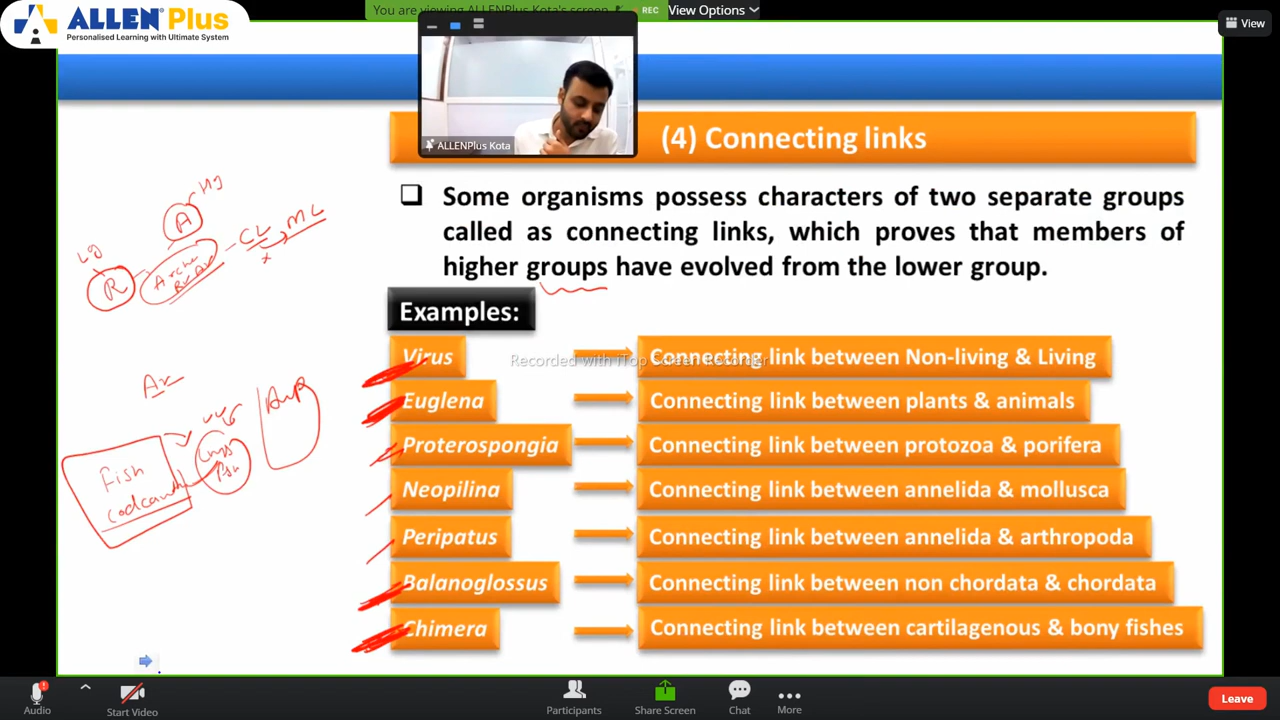 You are viewing ALLENPlus Kota's screen
REC
View Options
View
ALLEN Plus
Personalised Learning with Ultimate System
ALLENPlus Kota
(4) Connecting links
Some organisms possess characters of two separate groups
called as connecting links, which proves that members of
higher groups have evolved from the lower group.
Examples:
Virus Connecting link between Non-living & Living
Recorded with iTop Screen Recorder
Euglena Connecting link between plants & animals
Proterospongia Connecting link between protozoa & porifera
Neopilina Connecting link between annelida & mollusca
Peripatus Connecting link between annelida & arthropoda
Balanoglossus Connecting link between non chordata & chordata
Chimera Connecting link between cartilagenous & bony fishes
Hg
A
CL, ML
Lg
R
Fish
Audio
Start Video
Participants
Share Screen
Chat
More
Leave